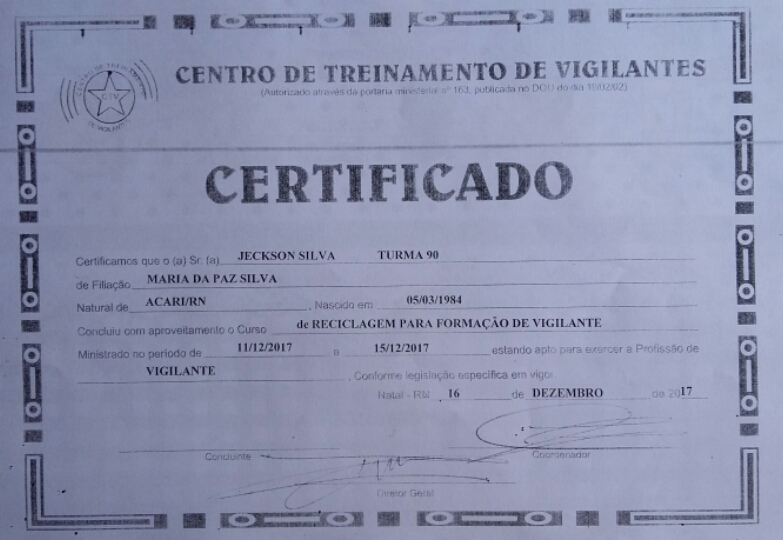 CENTRO DE TREINAMENTO DE VIGILANTES
(Autorizado através da portaria ministerial nº 163, publicada no DOU do dia 19/02/02)
CTV
DE VIGILANTES
CERTIFICADO
Certificamos que o (a) Sr. (a) JECKSON SILVA TURMA 90
de Filiação MARIA DA PAZ SILVA
Natural de ACARI/RN , Nascido em 05/03/1984
Concluiu com aproveitamento o Curso de RECICLAGEM PARA FORMAÇÃO DE VIGILANTE
Ministrado no período de 11/12/2017 a 15/12/2017 estando apto para exercer a Profissão de
VIGILANTE , Conforme legislação específica em vigor.
Natal - RN 16 de DEZEMBRO de 2017
Concluinte Coordenador
Diretor Geral